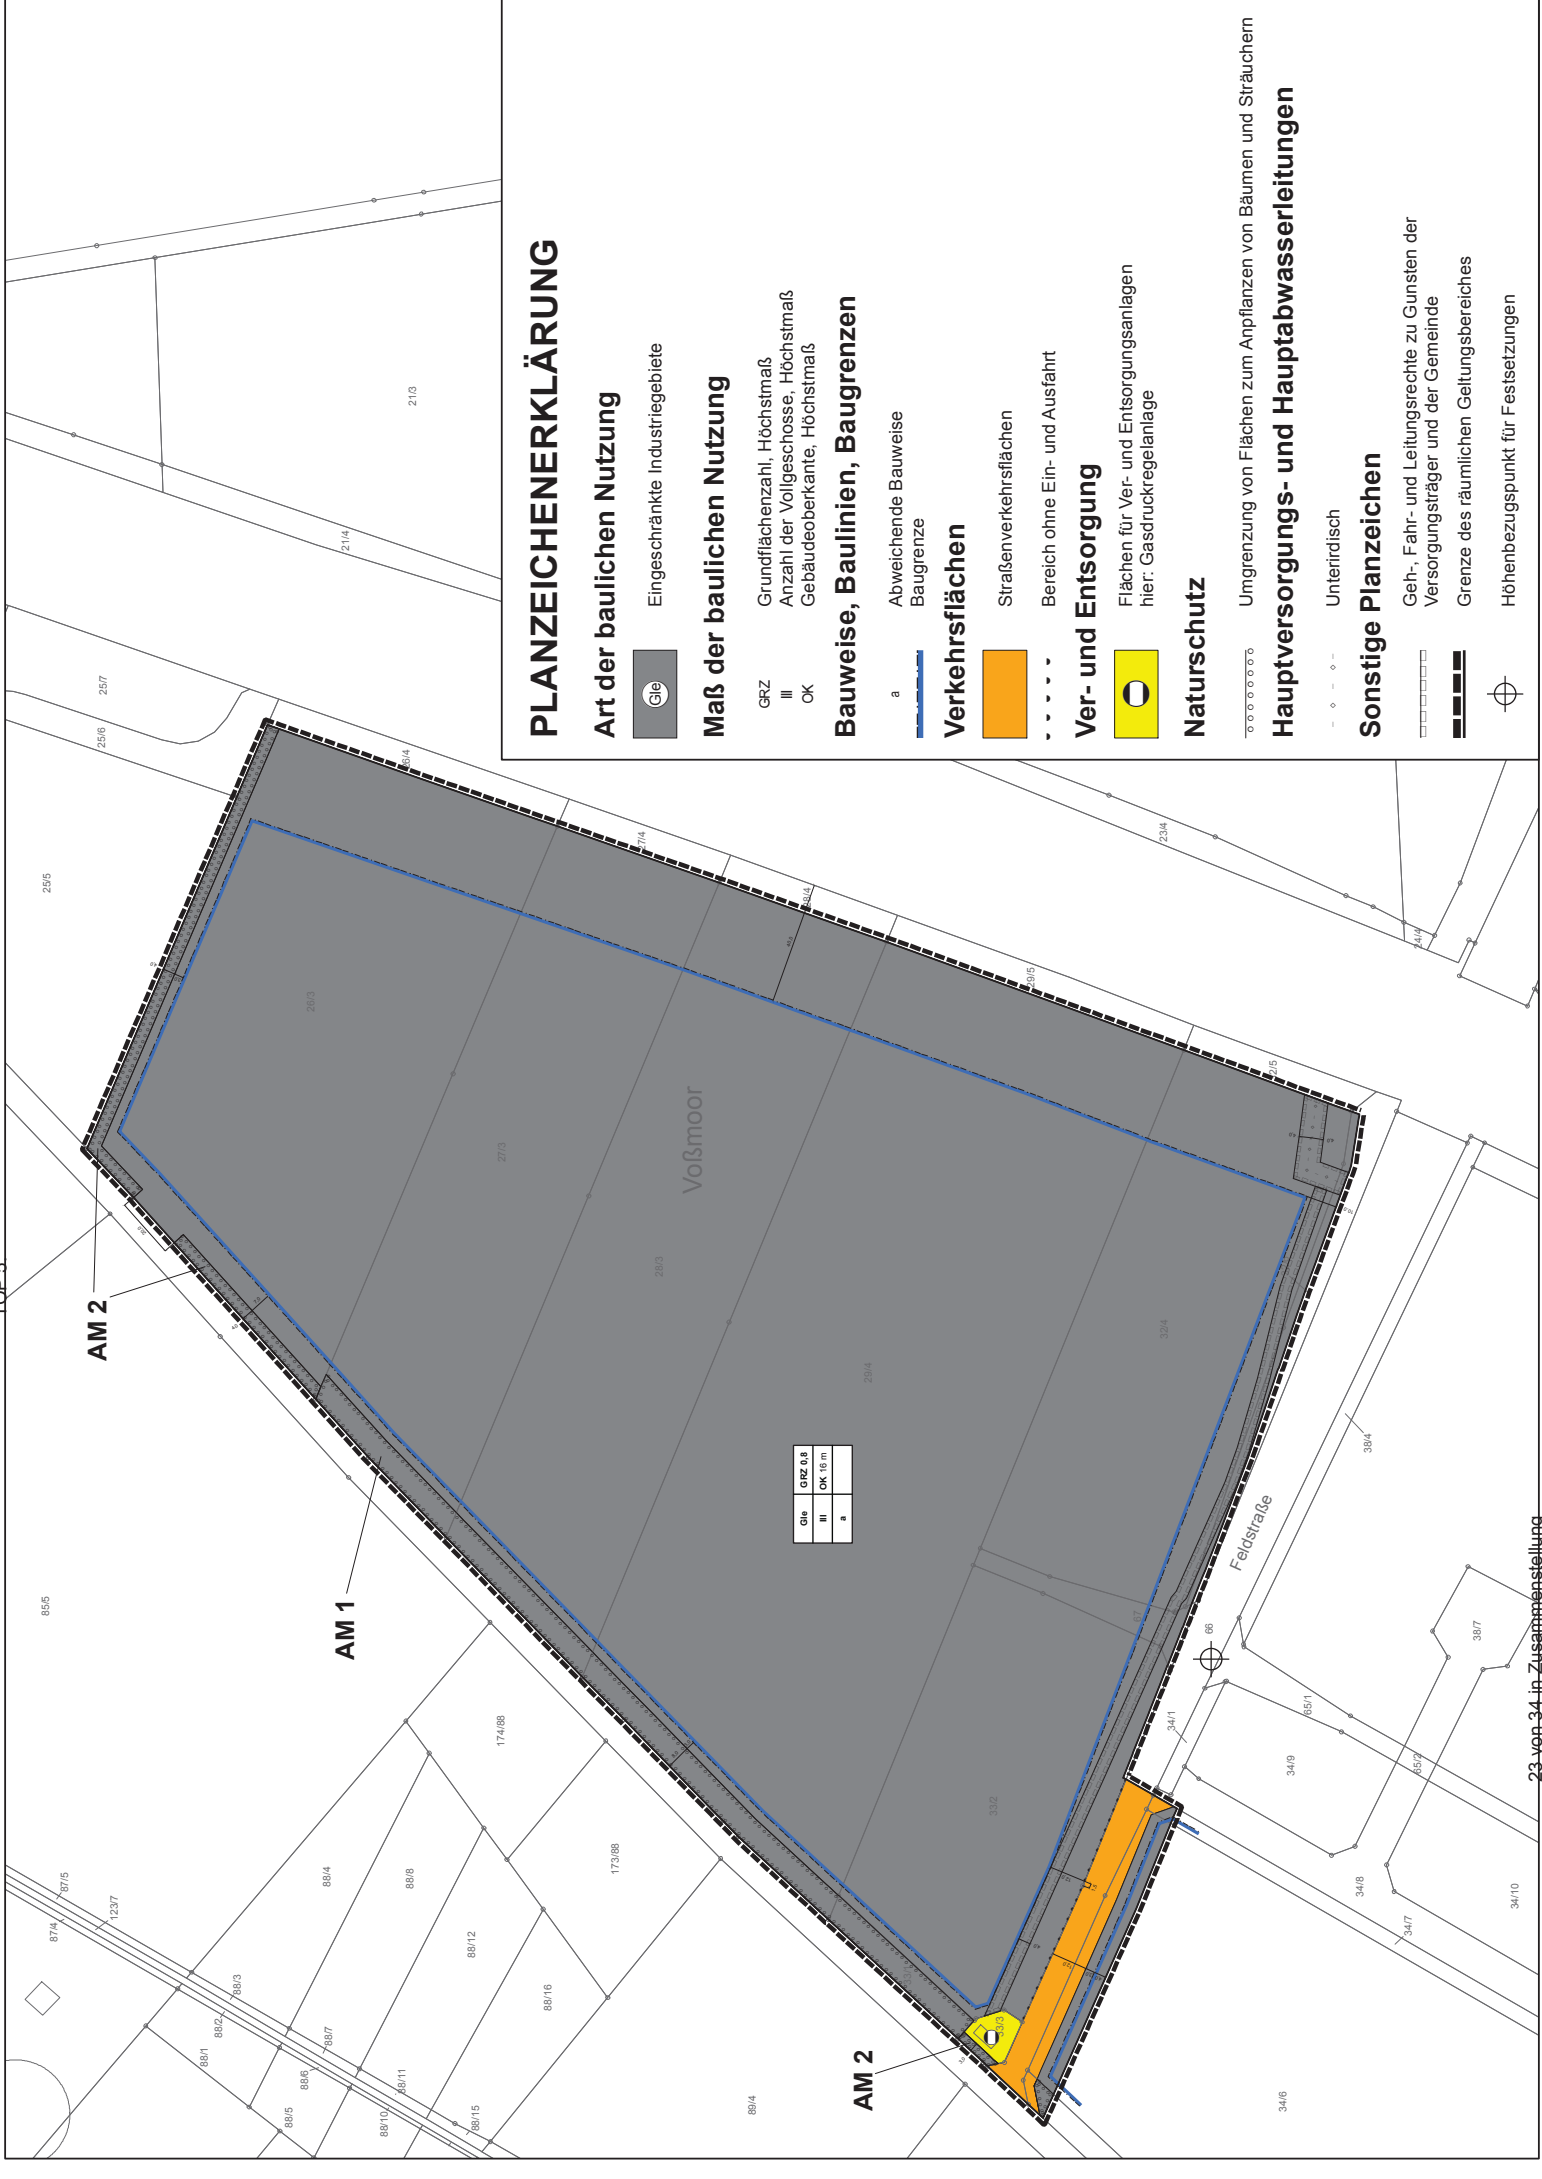 PLANZEICHENERKLÄRUNG
Art der baulichen Nutzung
GIe
Eingeschränkte Industriegebiete
Maß der baulichen Nutzung
GRZ Grundflächenzahl, Höchstmaß
III Anzahl der Vollgeschosse, Höchstmaß
OK Gebäudeoberkante, Höchstmaß
Bauweise, Baulinien, Baugrenzen
a Abweichende Bauweise
Baugrenze
Verkehrsflächen
Straßenverkehrsflächen
Bereich ohne Ein- und Ausfahrt
Ver- und Entsorgung
Flächen für Ver- und Entsorgungsanlagen
hier: Gasdruckregelanlage
Naturschutz
Umgrenzung von Flächen zum Anpflanzen von Bäumen und Sträuchern
Hauptversorgungs- und Hauptabwasserleitungen
Unterirdisch
Sonstige Planzeichen
Geh-, Fahr- und Leitungsrechte zu Gunsten der
Versorgungsträger und der Gemeinde
Grenze des räumlichen Geltungsbereiches
Höhenbezugspunkt für Festsetzungen
AM 2
AM 1
AM 2
Voßmoor
Feldstraße
GIe GRZ 0,8
III OK 16 m
a
21/3
21/4
25/7
25/6
25/5
26/4
27/4
28/4
29/5
23/4
24/4
26/3
27/3
28/3
29/4
32/4
33/2
33/3
67
66
85/5
87/5
87/4
123/7
88/4
88/8
88/12
88/16
174/88
173/88
88/3
88/2
88/1
88/7
88/6
88/5
88/11
88/10
88/15
89/4
34/6
34/1
34/9
34/8
34/7
34/10
65/1
65/2
38/4
38/7
23 von 34 in Zusammenstellung